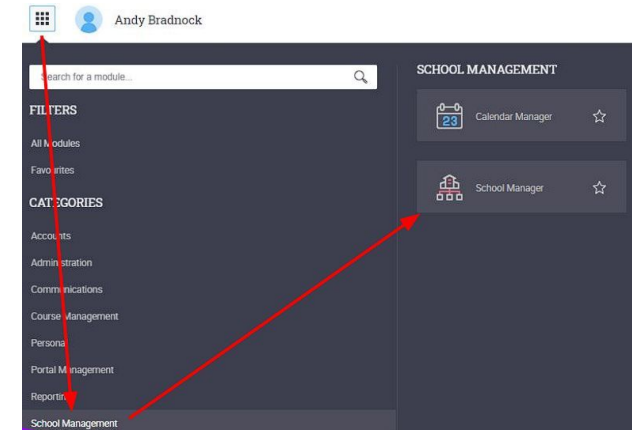 Andy Bradnock
Search for a module...
FILTERS
All Modules
Favourites
CATEGORIES
Accounts
Administration
Communications
Course Management
Personal
Portal Management
Reporting
School Management
SCHOOL MANAGEMENT
23
Calendar Manager
School Manager